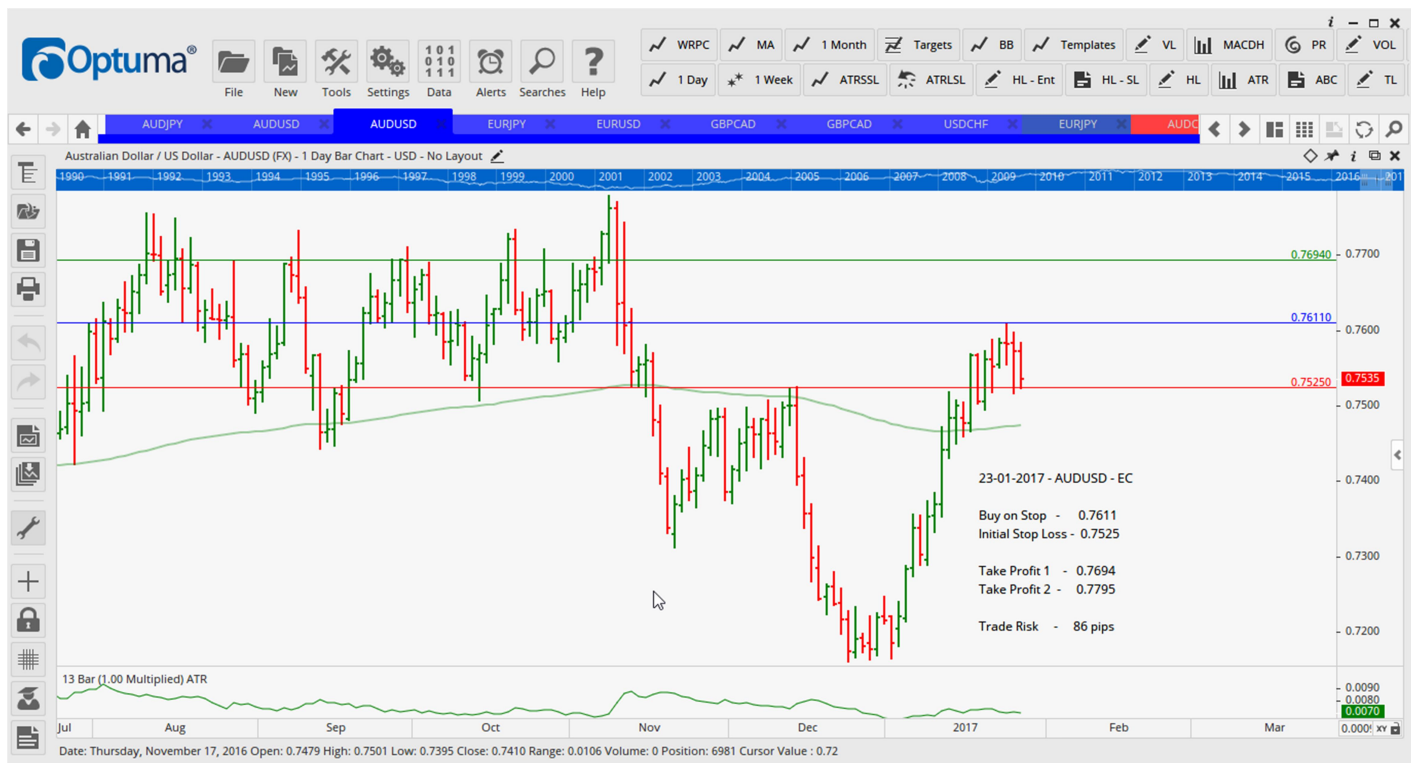 Optuma®
File New Tools Settings Data Alerts Searches Help
101 010 111
WRPC MA 1 Month Targets BB Templates VL MACDH PR VOL
1 Day 1 Week ATRSSL ATRLSL HL - Ent HL - SL HL ATR ABC TL
AUDJPY AUDUSD AUDUSD EURJPY EURUSD GBPCAD GBPCAD USDCHF EURJPY AUDC
Australian Dollar / US Dollar - AUDUSD (FX) - 1 Day Bar Chart - USD - No Layout
1990 1991 1992 1993 1994 1995 1996 1997 1998 1999 2000 2001 2002 2003 2004 2005 2006 2007 2008 2009 2010 2011 2012 2013 2014 2015 2016 201
0.76940
0.7700
0.76110
0.7600
0.75250
0.7535
0.7500
0.7400
0.7300
0.7200
23-01-2017 - AUDUSD - EC
Buy on Stop - 0.7611
Initial Stop Loss - 0.7525
Take Profit 1 - 0.7694
Take Profit 2 - 0.7795
Trade Risk - 86 pips
13 Bar (1.00 Multiplied) ATR
0.0090
0.0080
0.0070
Jul Aug Sep Oct Nov Dec 2017 Feb Mar
XY
Date: Thursday, November 17, 2016 Open: 0.7479 High: 0.7501 Low: 0.7395 Close: 0.7410 Range: 0.0106 Volume: 0 Position: 6981 Cursor Value : 0.72